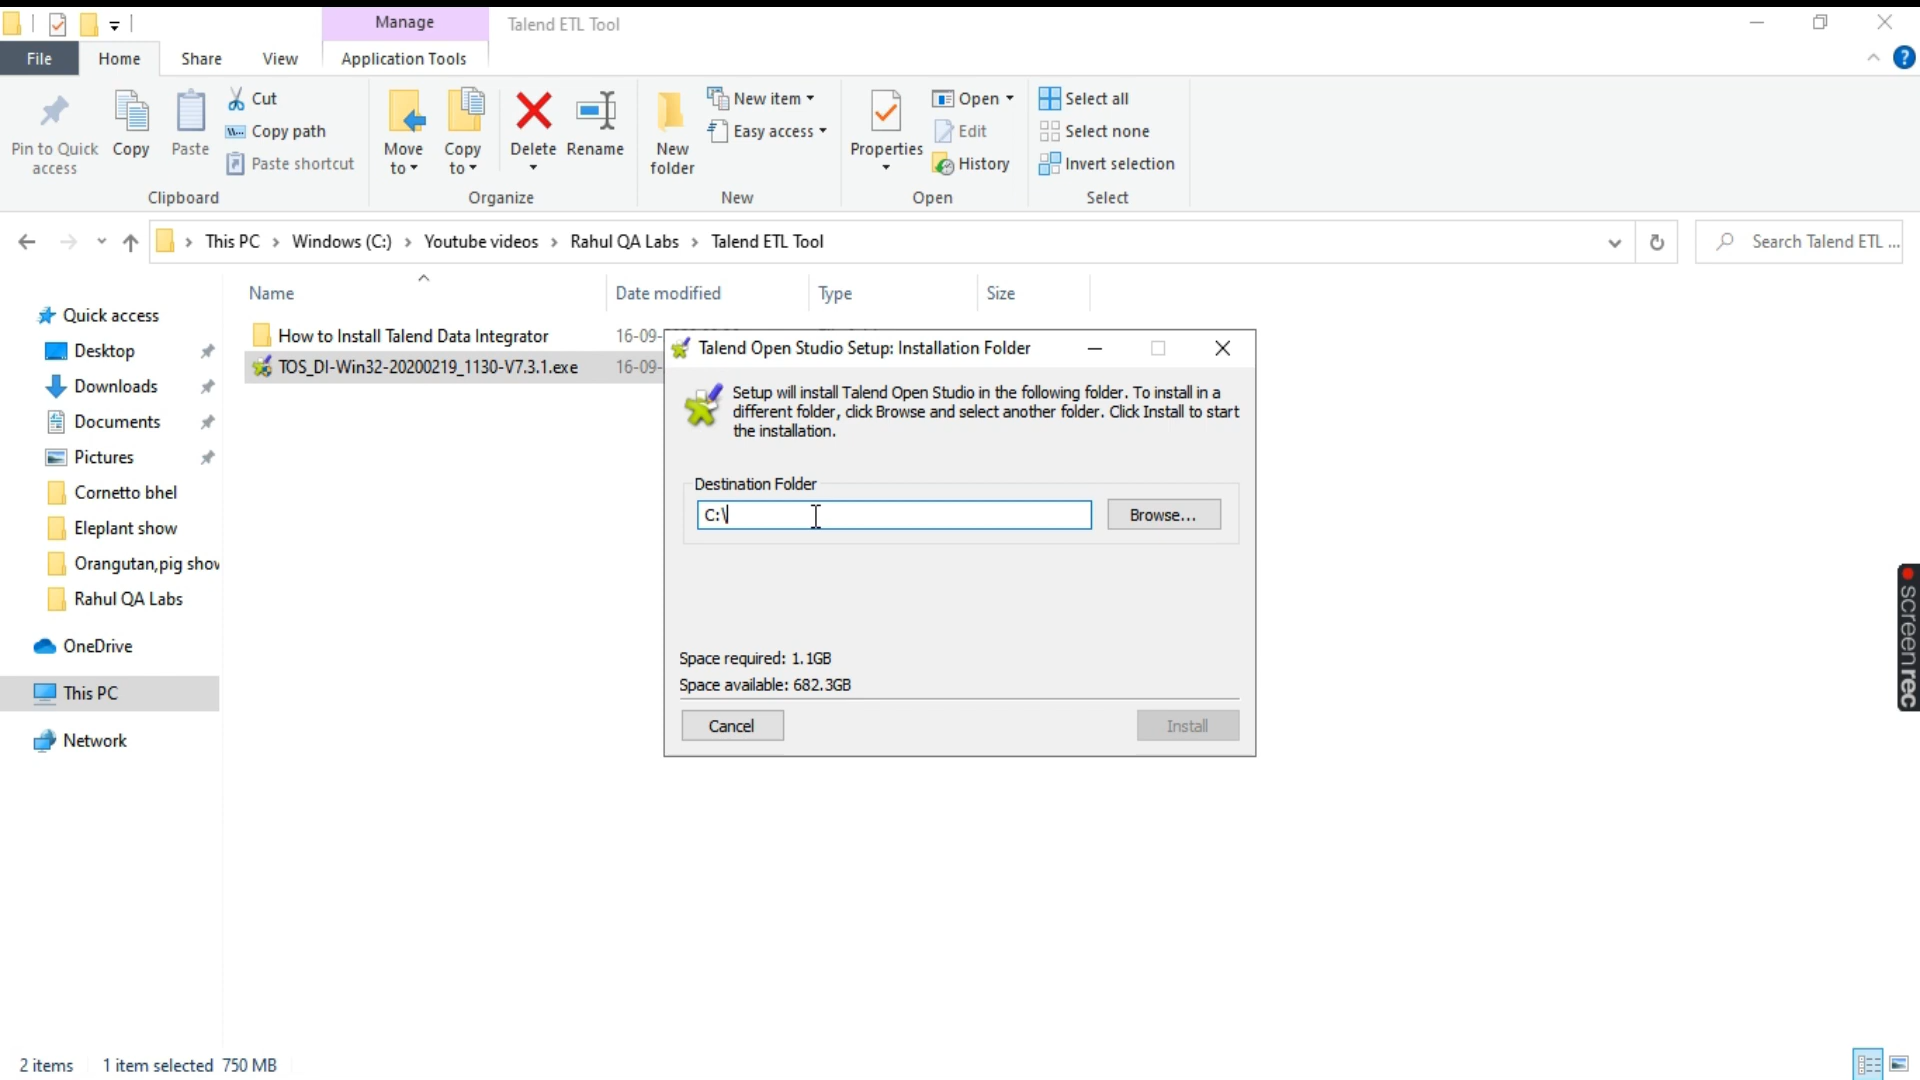 Manage
Talend ETL Tool
File
Home
Share
View
Application Tools
Pin to Quick access
Copy
Paste
Cut
Copy path
Paste shortcut
Move to
Copy to
Delete
Rename
New folder
New item
Easy access
Properties
Open
Edit
History
Select all
Select none
Invert selection
Clipboard
Organize
New
Open
Select
This PC > Windows (C:) > Youtube videos > Rahul QA Labs > Talend ETL Tool
Search Talend ETL ...
Name
Date modified
Type
Size
How to Install Talend Data Integrator
16-09-
TOS_DI-Win32-20200219_1130-V7.3.1.exe
16-09-
Quick access
Desktop
Downloads
Documents
Pictures
Cornetto bhel
Eleplant show
Orangutan,pig show
Rahul QA Labs
OneDrive
This PC
Network
Talend Open Studio Setup: Installation Folder
Setup will install Talend Open Studio in the following folder. To install in a
different folder, click Browse and select another folder. Click Install to start
the installation.
Destination Folder
C:\
Browse...
Space required: 1.1GB
Space available: 682.3GB
Cancel
Install
screenrec
2 items
1 item selected 750 MB